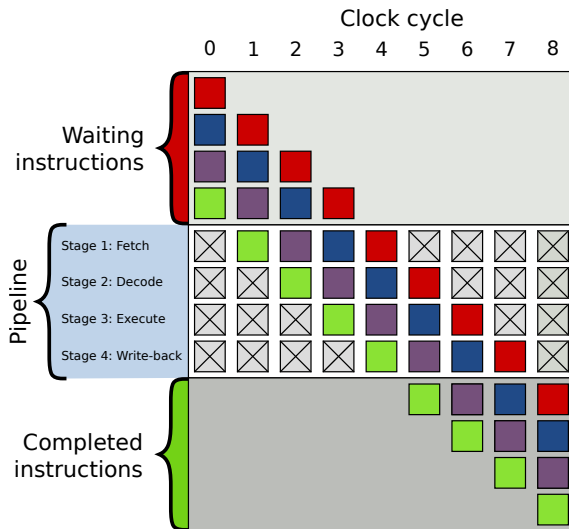 Clock cycle
0 1 2 3 4 5 6 7 8
Waiting
instructions
Pipeline
Stage 1: Fetch
Stage 2: Decode
Stage 3: Execute
Stage 4: Write-back
Completed
instructions